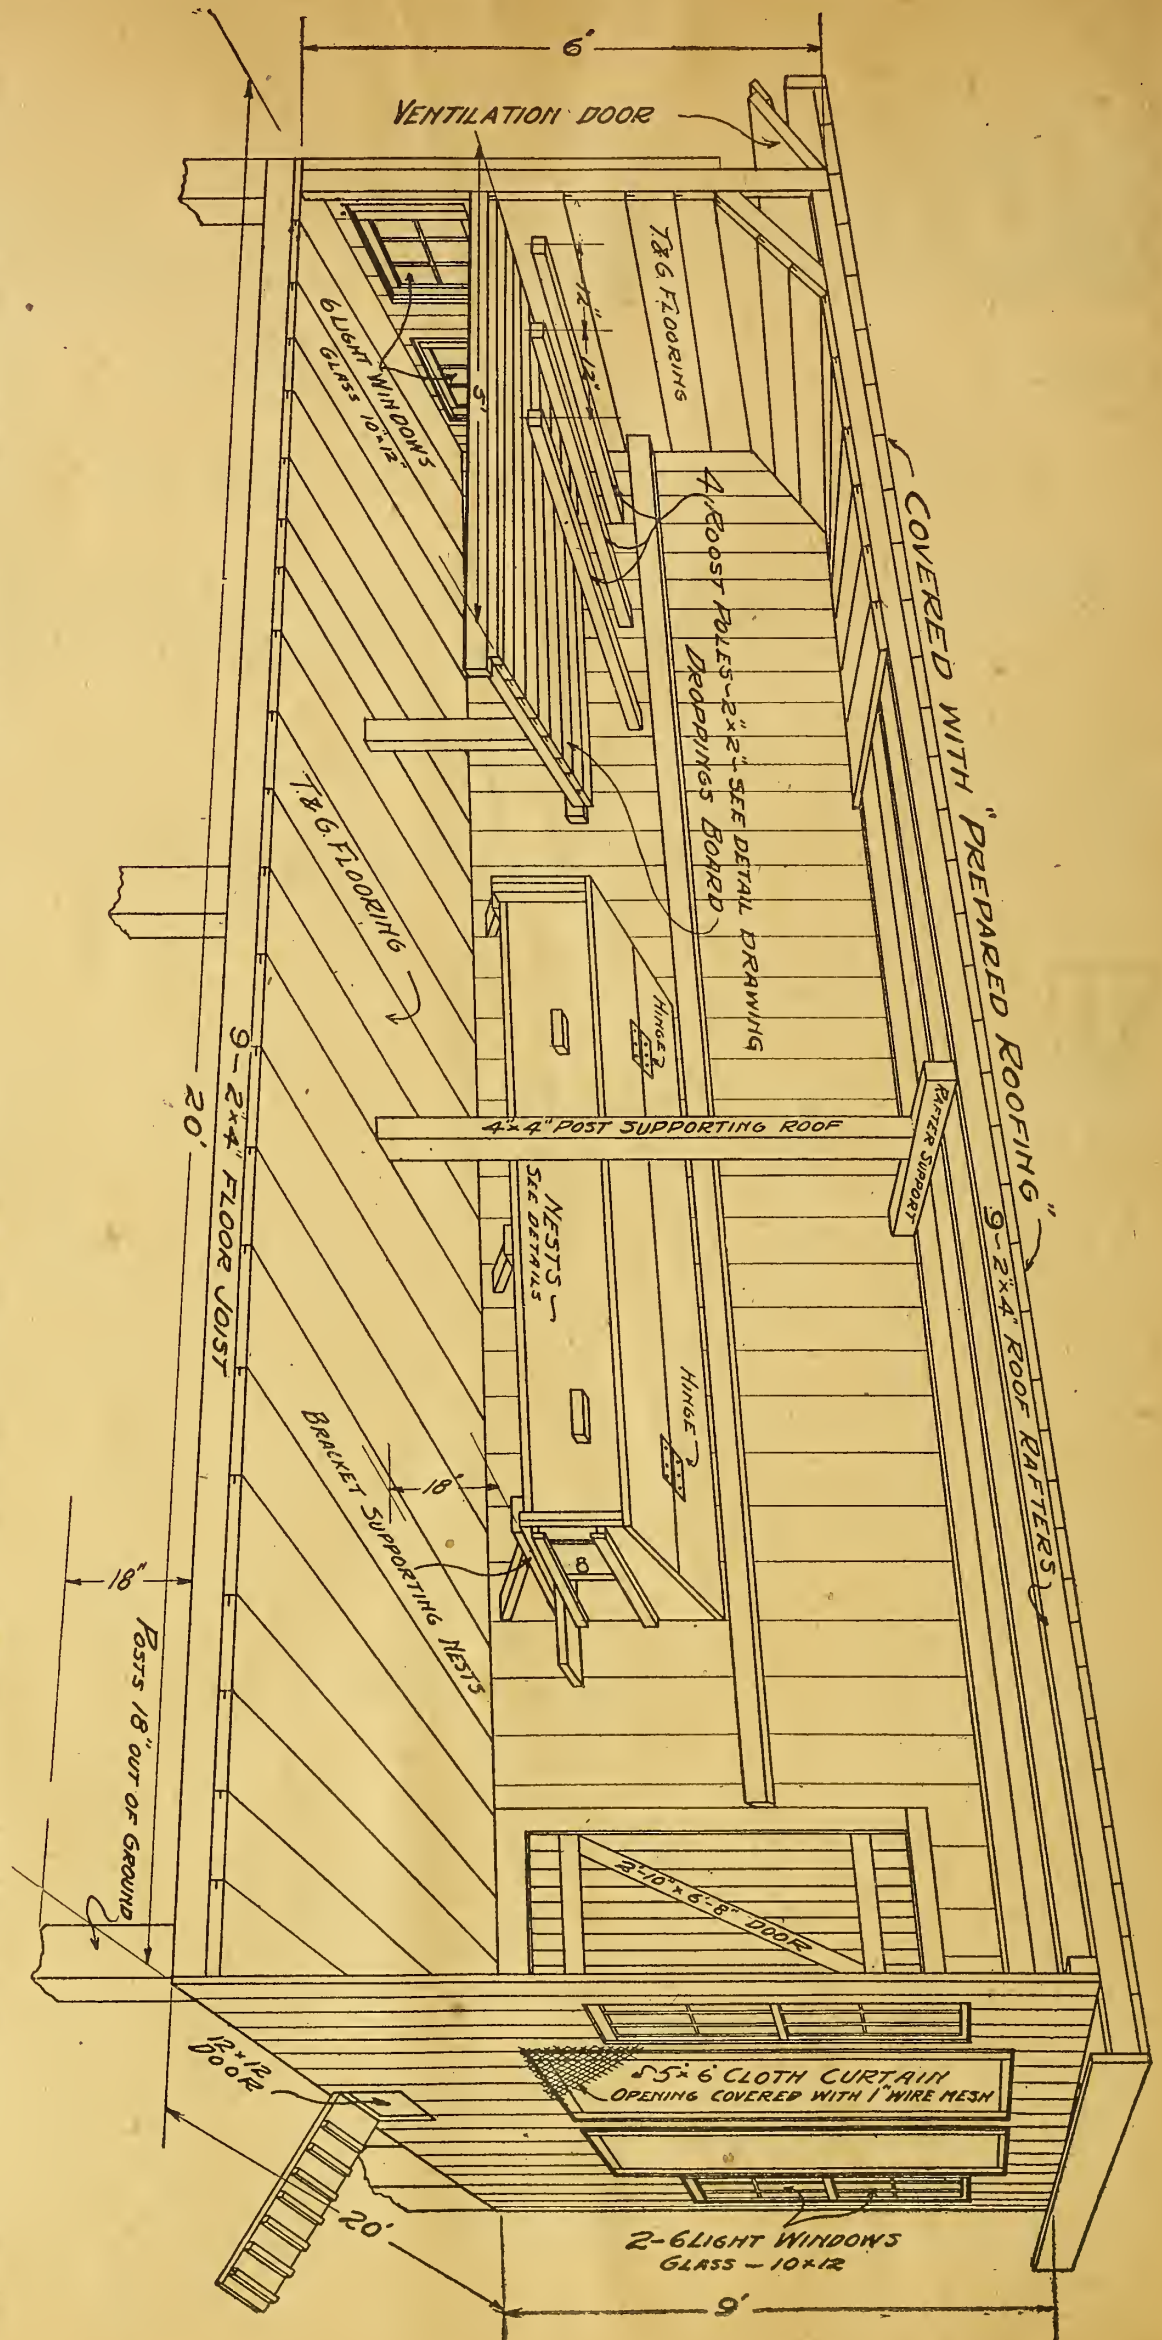 6'
VENTILATION DOOR
T.&G. FLOORING
12"
12"
5'
6 LIGHT WINDOWS
GLASS 10"x12"
4-ROOST POLES-2"x2"-SEE DETAIL DRAWING
DROPPINGS BOARD
COVERED WITH "PREPARED ROOFING"
9-2"x4" ROOF RAFTERS
RAFTER SUPPORT
HINGE
4"x4" POST SUPPORTING ROOF
NESTS
SEE DETAILS
HINGE
T.&G. FLOORING
9-2"x4" FLOOR JOIST
20'
BRACKET SUPPORTING NESTS
18"
8
18"
POSTS 18" OUT OF GROUND
2'-10"x6'-8" DOOR
12x12
DOOR
5'x6' CLOTH CURTAIN
OPENING COVERED WITH 1" WIRE MESH
2-6 LIGHT WINDOWS
GLASS-10x12
20'
9'